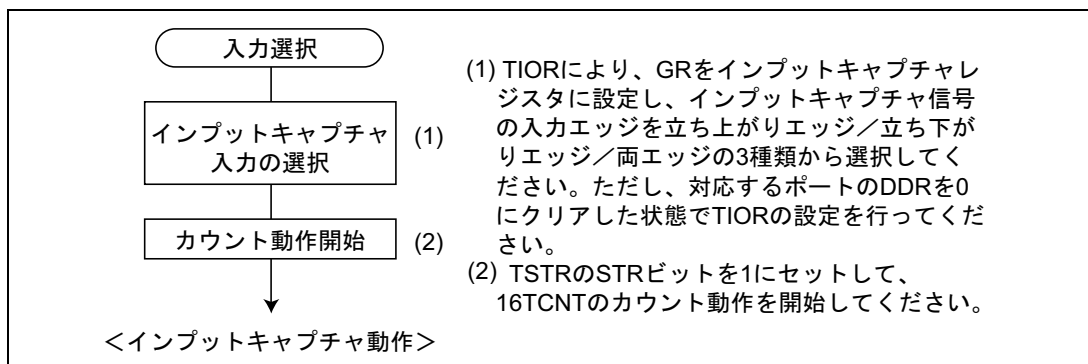 入力選択
インプットキャプチャ
入力の選択
(1)
カウント動作開始
(2)
＜インプットキャプチャ動作＞
(1) TIORにより、GRをインプットキャプチャレ
ジスタに設定し、インプットキャプチャ信号
の入力エッジを立ち上がりエッジ／立ち下が
りエッジ／両エッジの3種類から選択してく
ださい。ただし、対応するポートのDDRを0
にクリアした状態でTIORの設定を行ってくだ
さい。
(2) TSTRのSTRビットを1にセットして、
16TCNTのカウント動作を開始してください。